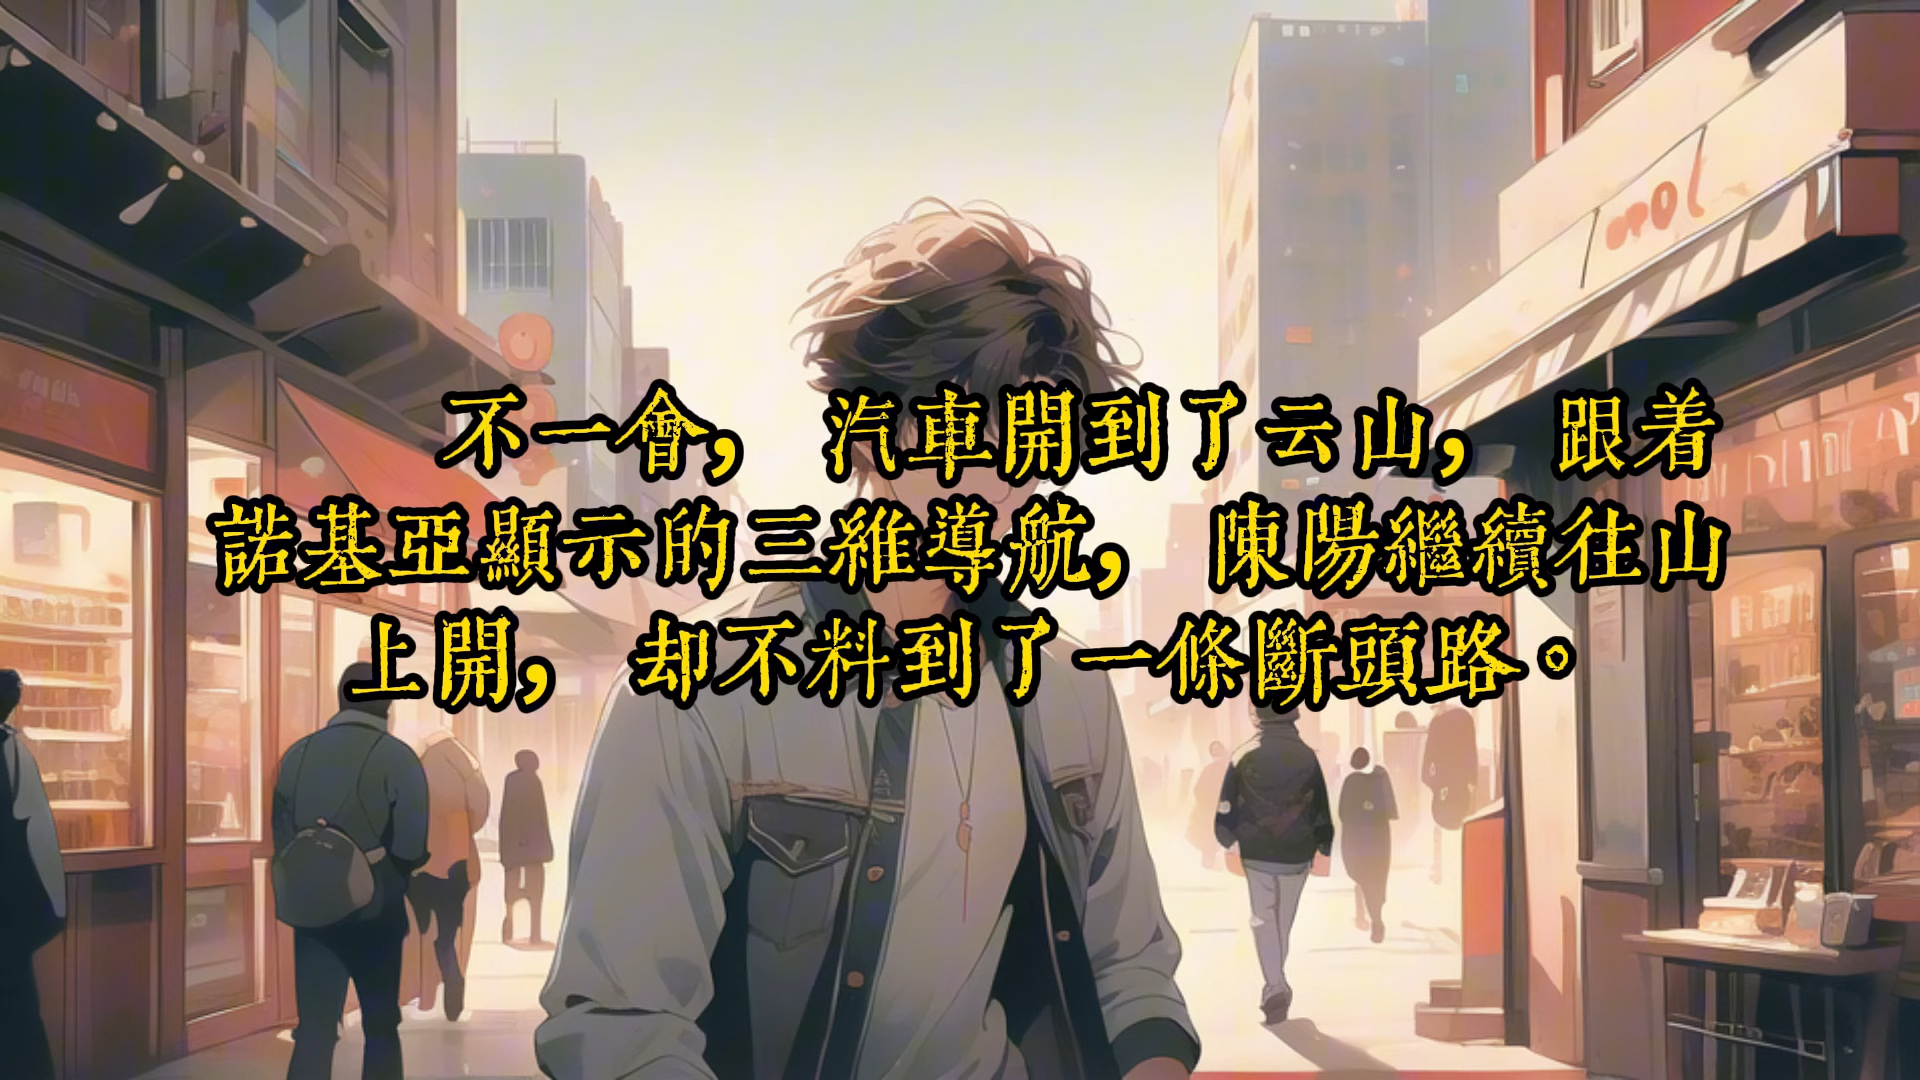 不一會, 汽車開到了云山, 跟着
諾基亞顯示的三維導航, 陳陽繼續往山
上開, 却不料到了一條斷頭路。